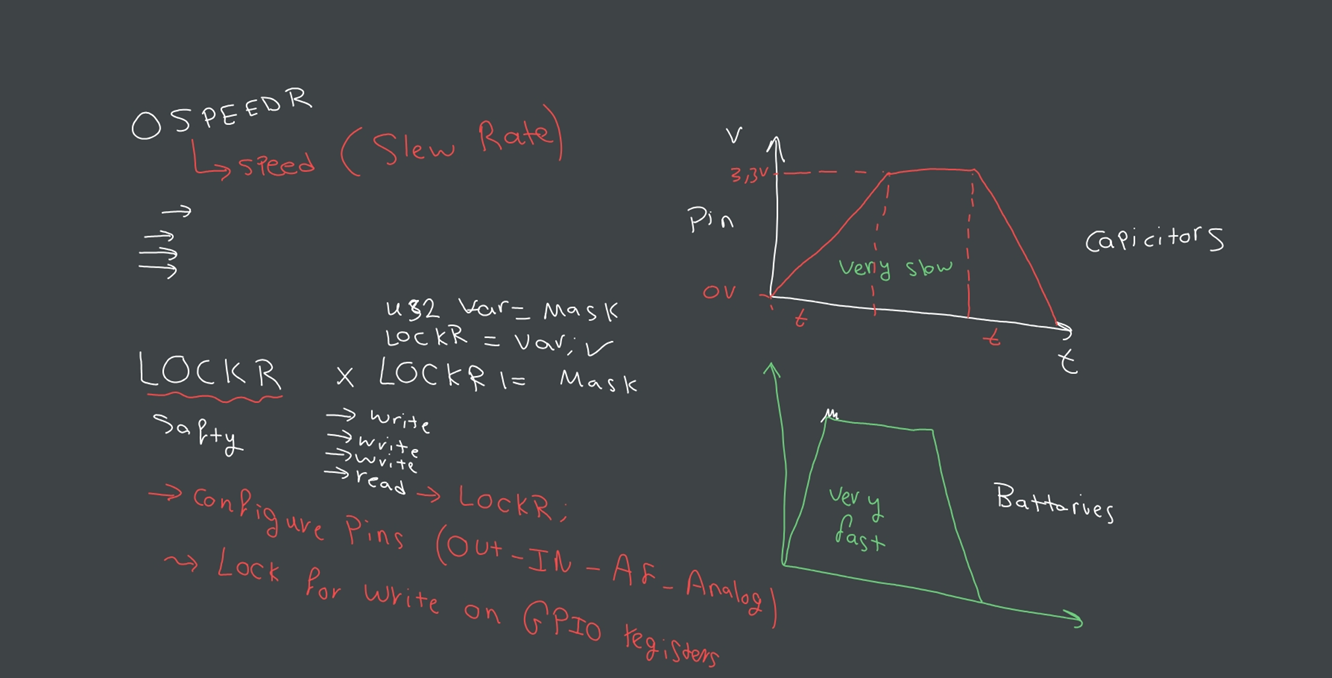 OSPEEDR
↳ speed (Slew Rate)
u32 Var = Mask
LOCKR = Var; ✓
LOCKR
x LOCKR |= Mask
Safty
→ write
→ write
→ write
→ read → LOCKR;
→ Configure Pins (OUt - IN - AF - Analog)
→ Lock for write on GPIO registers
V
3,3V
Pin
0V
very slow
t
t
t
Capicitors
very
fast
Battaries